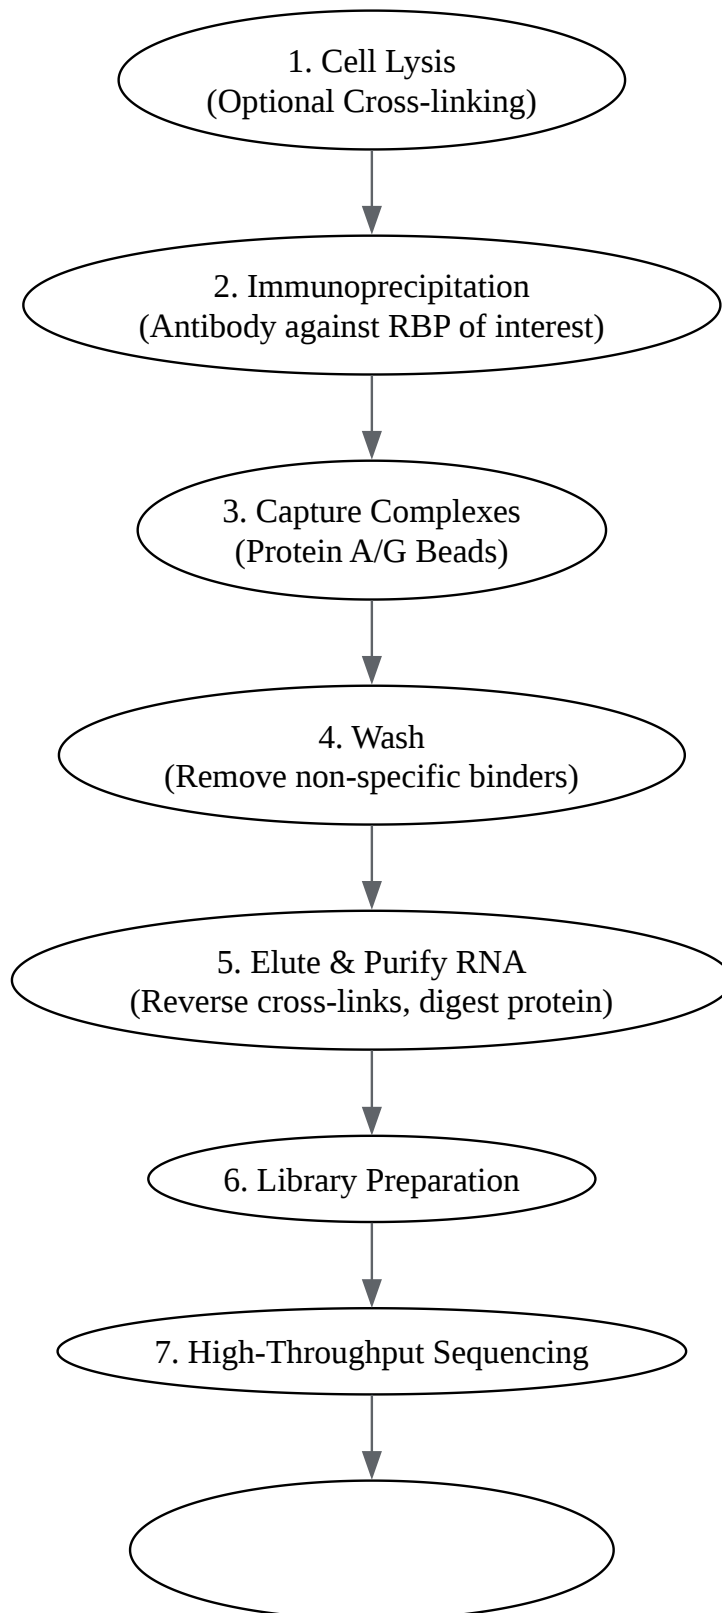 1. Cell Lysis
(Optional Cross-linking)
2. Immunoprecipitation
(Antibody against RBP of interest)
3. Capture Complexes
(Protein A/G Beads)
4. Wash
(Remove non-specific binders)
5. Elute & Purify RNA
(Reverse cross-links, digest protein)
6. Library Preparation
7. High-Throughput Sequencing